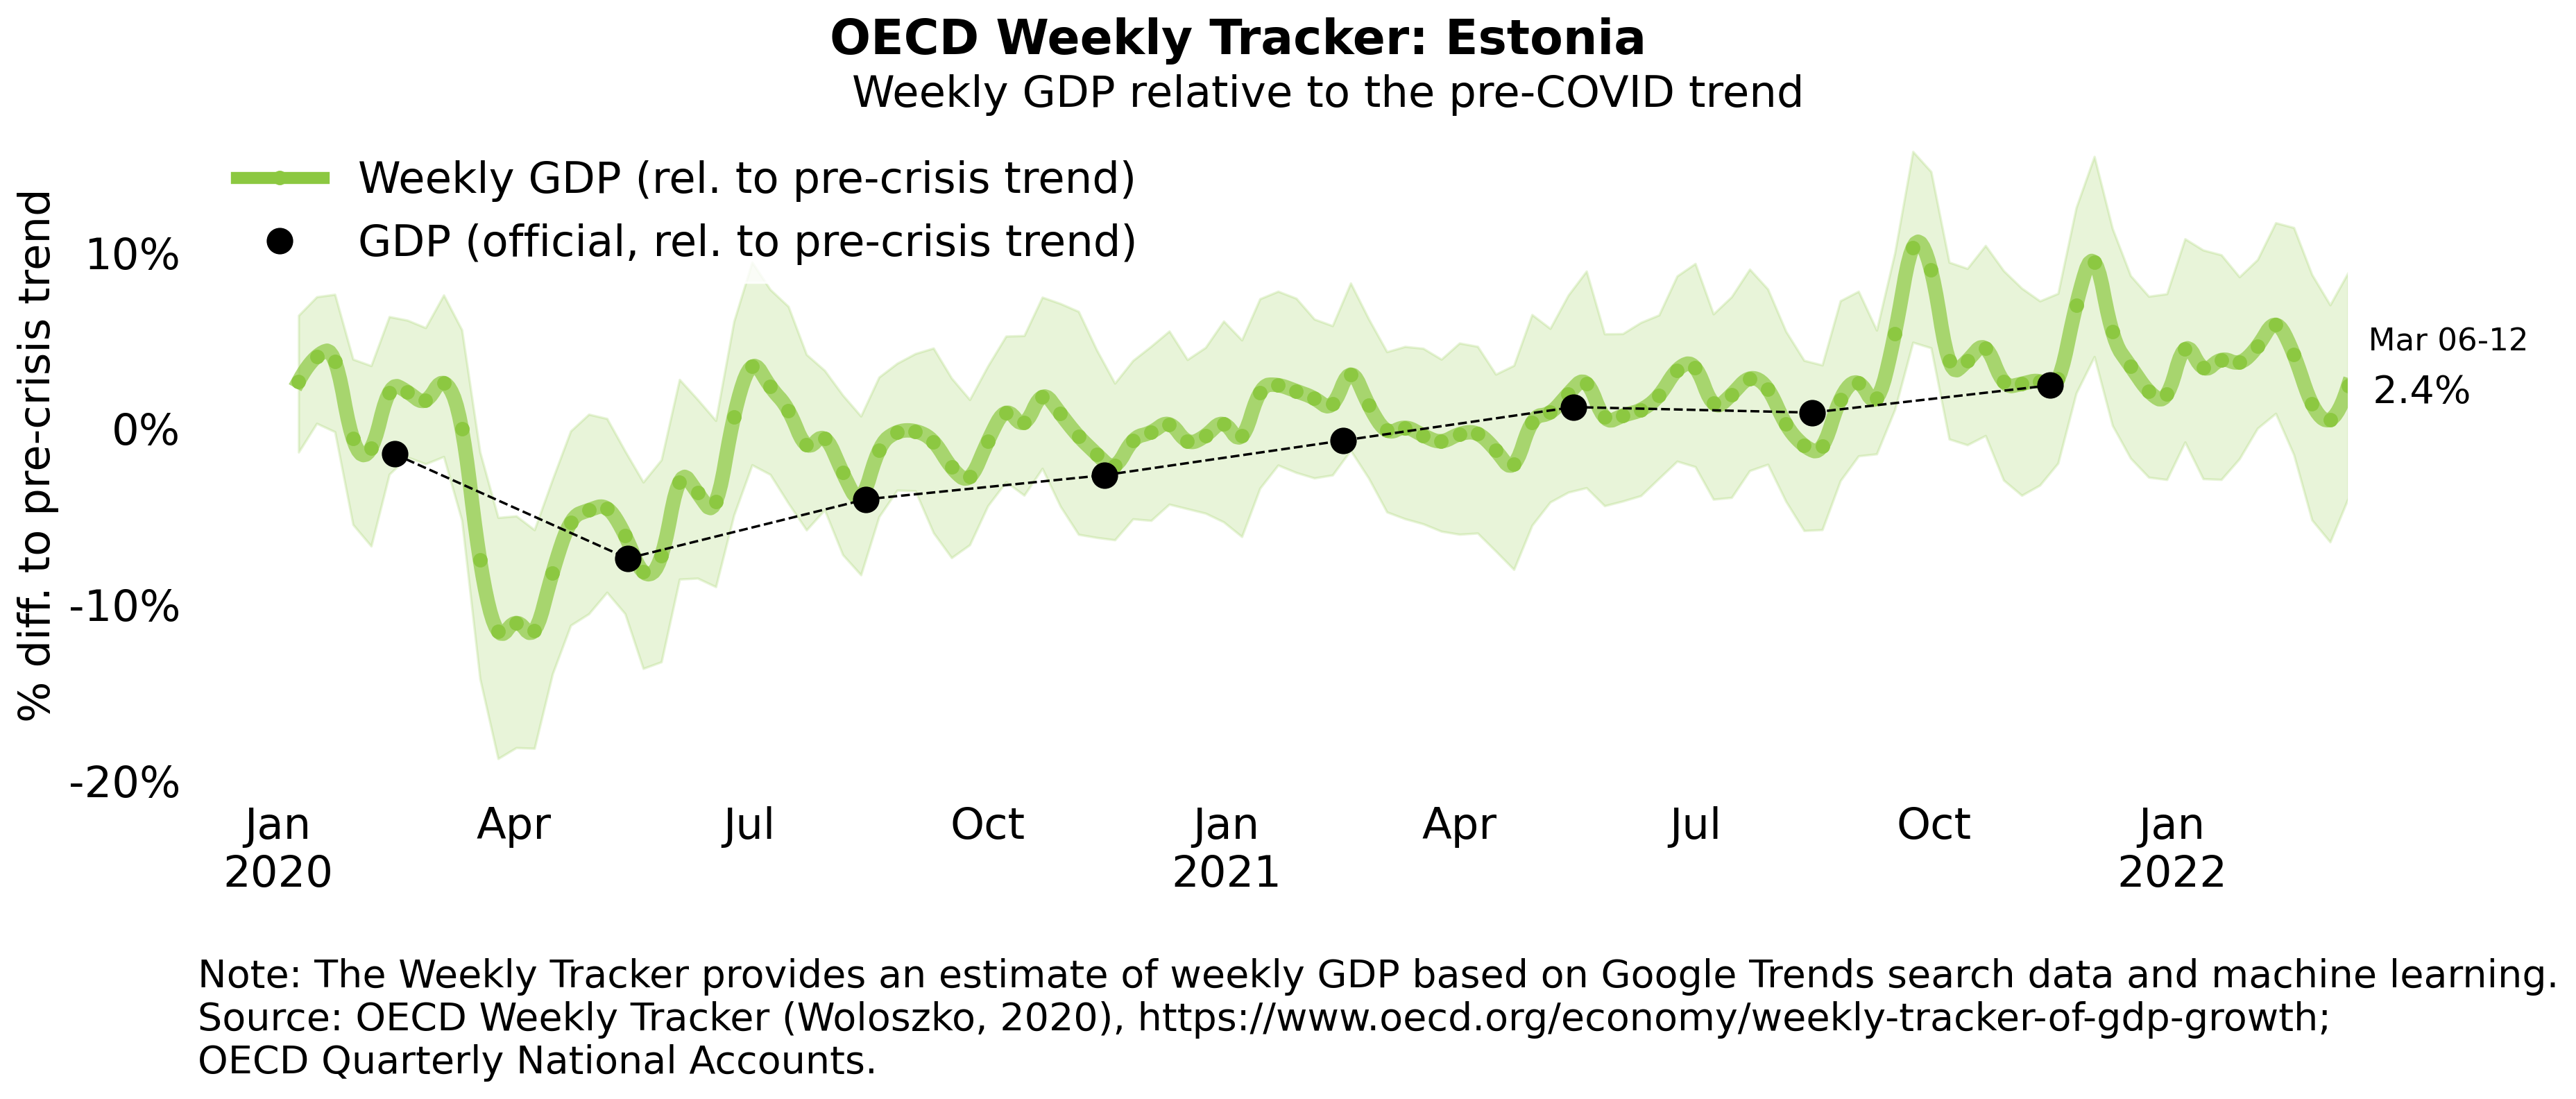 OECD Weekly Tracker: Estonia
Weekly GDP relative to the pre-COVID trend
Weekly GDP (rel. to pre-crisis trend)
GDP (official, rel. to pre-crisis trend)
% diff. to pre-crisis trend
10%
0%
-10%
-20%
Mar 06-12
2.4%
Jan Apr Jul Oct Jan Apr Jul Oct Jan
2020 2021 2022
Note: The Weekly Tracker provides an estimate of weekly GDP based on Google Trends search data and machine learning.
Source: OECD Weekly Tracker (Woloszko, 2020), https://www.oecd.org/economy/weekly-tracker-of-gdp-growth;
OECD Quarterly National Accounts.